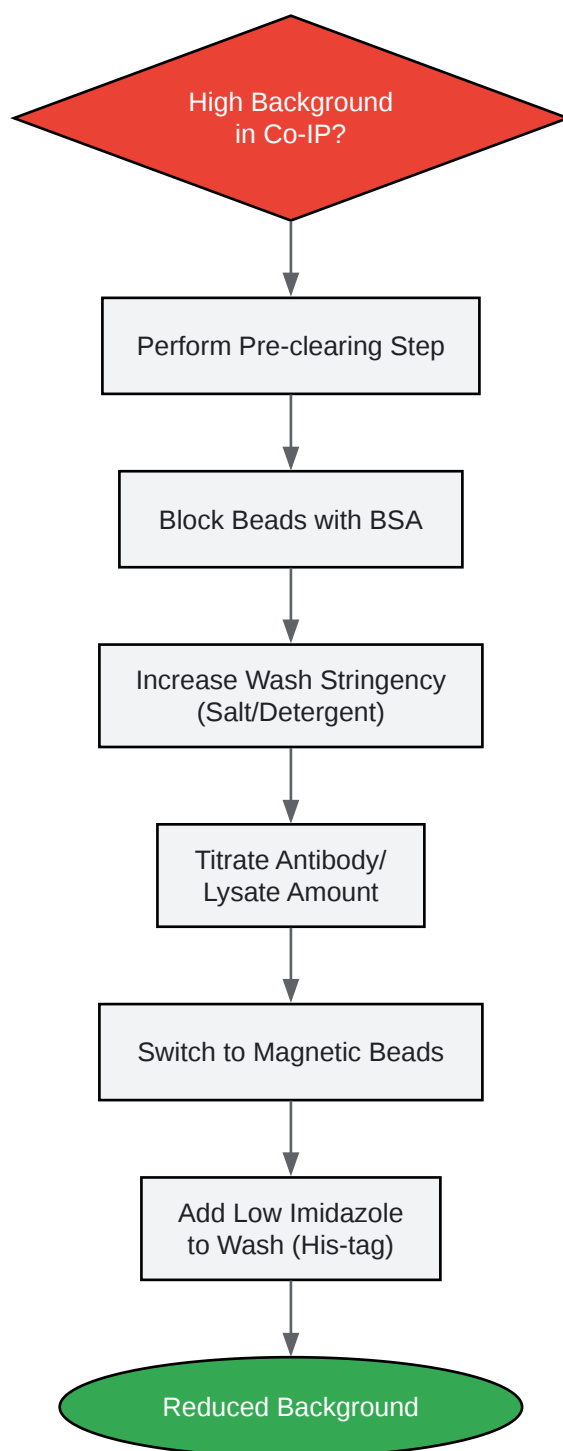 High Background
in Co-IP?
Perform Pre-clearing Step
Block Beads with BSA
Increase Wash Stringency
(Salt/Detergent)
Titrate Antibody/
Lysate Amount
Switch to Magnetic Beads
Add Low Imidazole
to Wash (His-tag)
Reduced Background